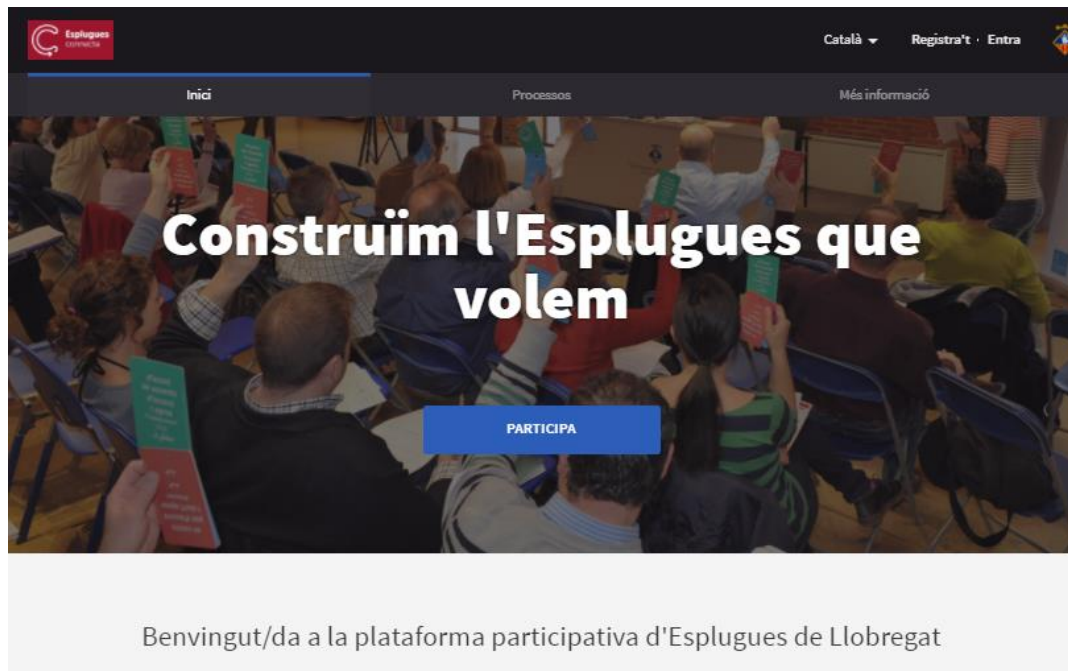 Esplugues
connecta
Català
Registra't · Entra
Inici
Processos
Més informació
Construïm l'Esplugues que
volem
PARTICIPA
Benvingut/da a la plataforma participativa d'Esplugues de Llobregat